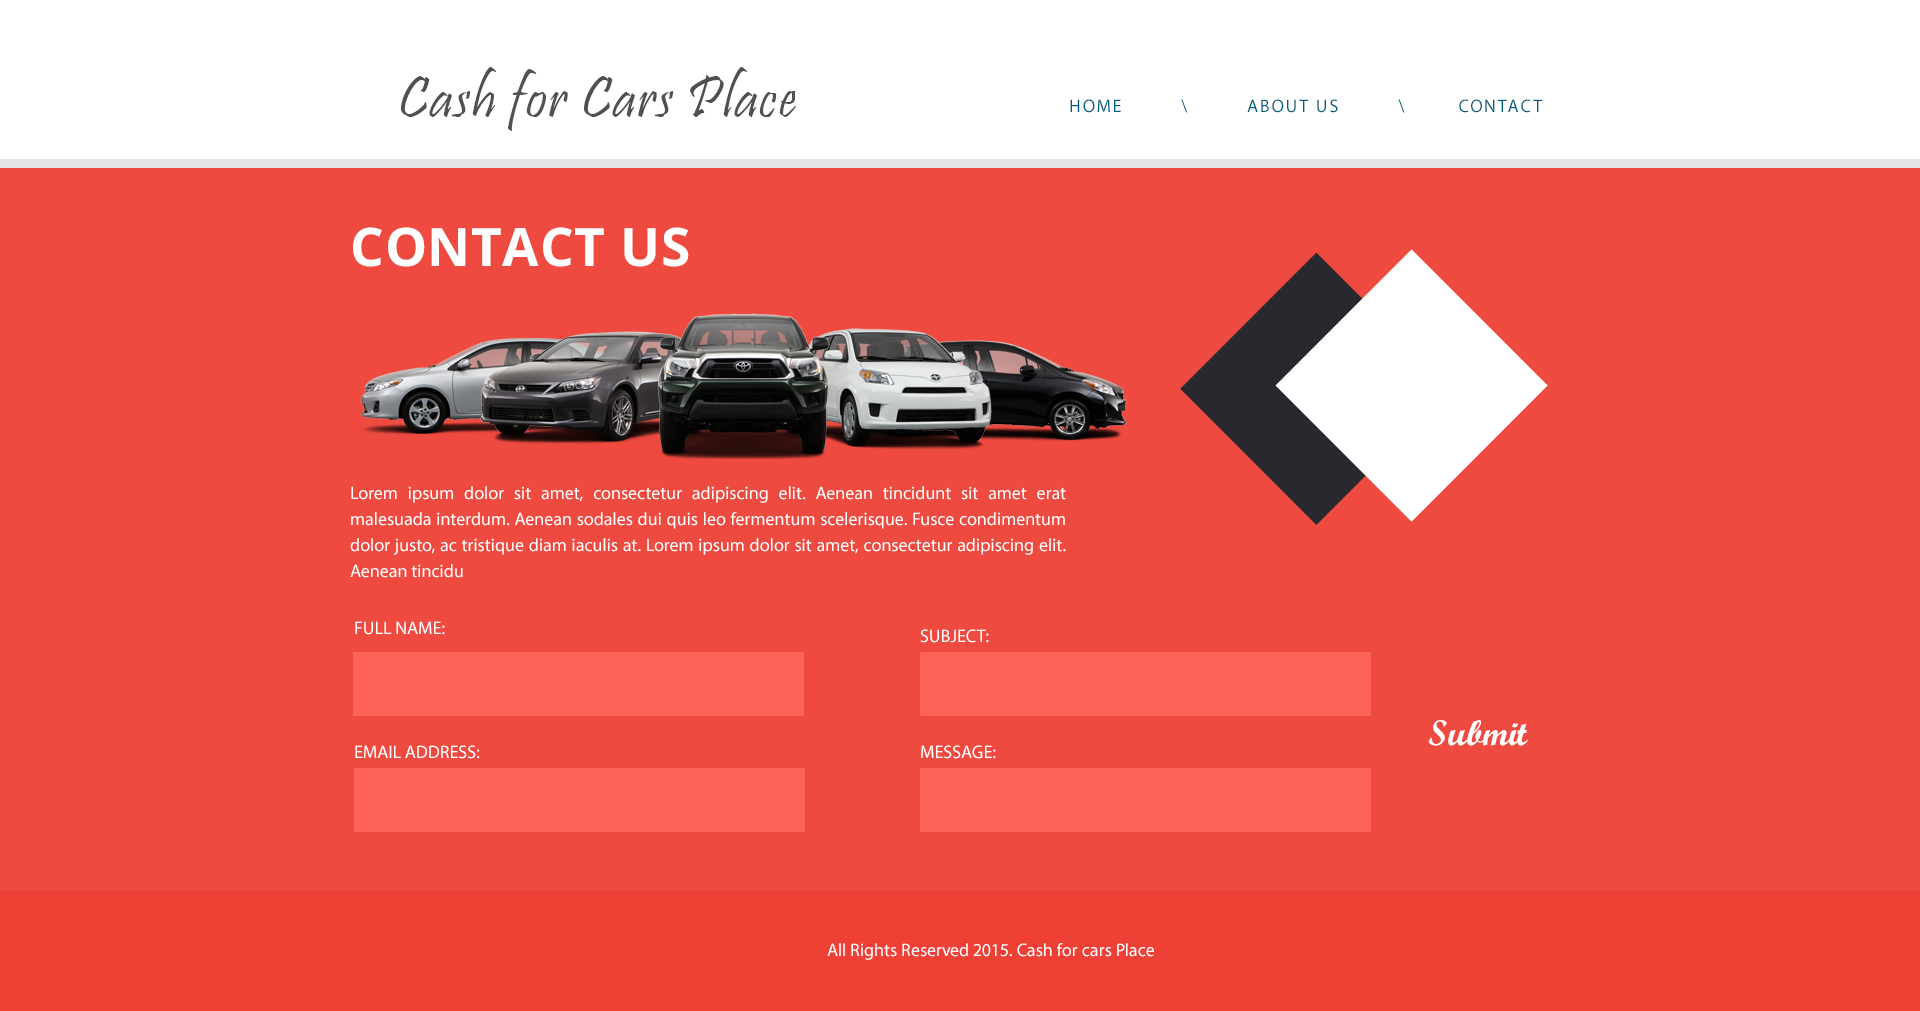 Cash for Cars Place
HOME \ ABOUT US \ CONTACT
CONTACT US
Lorem ipsum dolor sit amet, consectetur adipiscing elit. Aenean tincidunt sit amet erat
malesuada interdum. Aenean sodales dui quis leo fermentum scelerisque. Fusce condimentum
dolor justo, ac tristique diam iaculis at. Lorem ipsum dolor sit amet, consectetur adipiscing elit.
Aenean tincidu
FULL NAME:
SUBJECT:
EMAIL ADDRESS:
MESSAGE:
Submit
All Rights Reserved 2015. Cash for cars Place